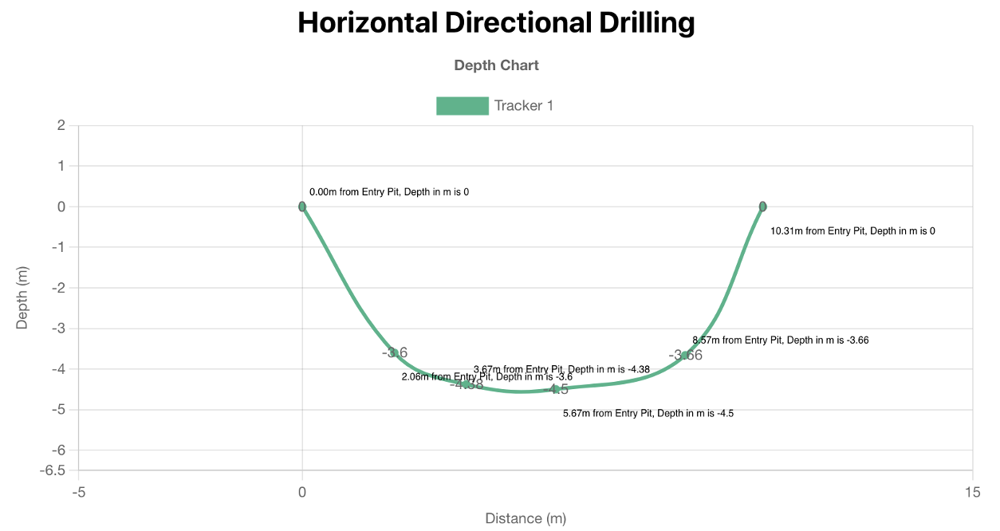 Horizontal Directional Drilling
Depth Chart
Tracker 1
2
1
0
-1
-2
-3
-4
-5
-6
-6.5
Depth (m)
0.00m from Entry Pit, Depth in m is 0
0
0
10.31m from Entry Pit, Depth in m is 0
8.57m from Entry Pit, Depth in m is -3.66
-3.6
-3.66
3.67m from Entry Pit, Depth in m is -4.38
2.06m from Entry Pit, Depth in m is -3.6
-4.38
-4.5
5.67m from Entry Pit, Depth in m is -4.5
-5
0
15
Distance (m)